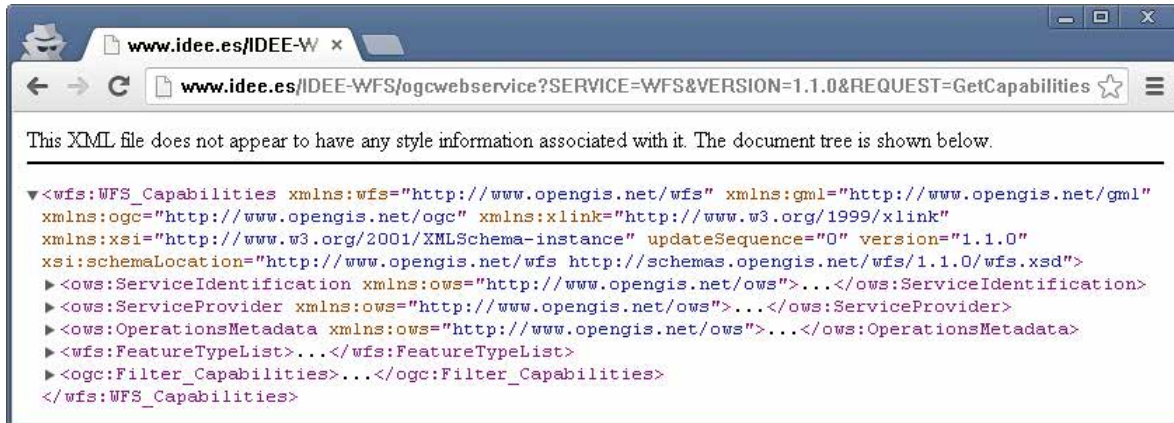 www.idee.es/IDEE-W
www.idee.es/IDEE-WFS/ogcwebservice?SERVICE=WFS&VERSION=1.1.0&REQUEST=GetCapabilities
This XML file does not appear to have any style information associated with it. The document tree is shown below.
<wfs:WFS_Capabilities xmlns:wfs="http://www.opengis.net/wfs" xmlns:gml="http://www.opengis.net/gml"
xmlns:ogc="http://www.opengis.net/ogc" xmlns:xlink="http://www.w3.org/1999/xlink"
xmlns:xsi="http://www.w3.org/2001/XMLSchema-instance" updateSequence="0" version="1.1.0"
xsi:schemaLocation="http://www.opengis.net/wfs http://schemas.opengis.net/wfs/1.1.0/wfs.xsd">
<ows:ServiceIdentification xmlns:ows="http://www.opengis.net/ows">...</ows:ServiceIdentification>
<ows:ServiceProvider xmlns:ows="http://www.opengis.net/ows">...</ows:ServiceProvider>
<ows:OperationsMetadata xmlns:ows="http://www.opengis.net/ows">...</ows:OperationsMetadata>
<wfs:FeatureTypeList>...</wfs:FeatureTypeList>
<ogc:Filter_Capabilities>...</ogc:Filter_Capabilities>
</wfs:WFS_Capabilities>